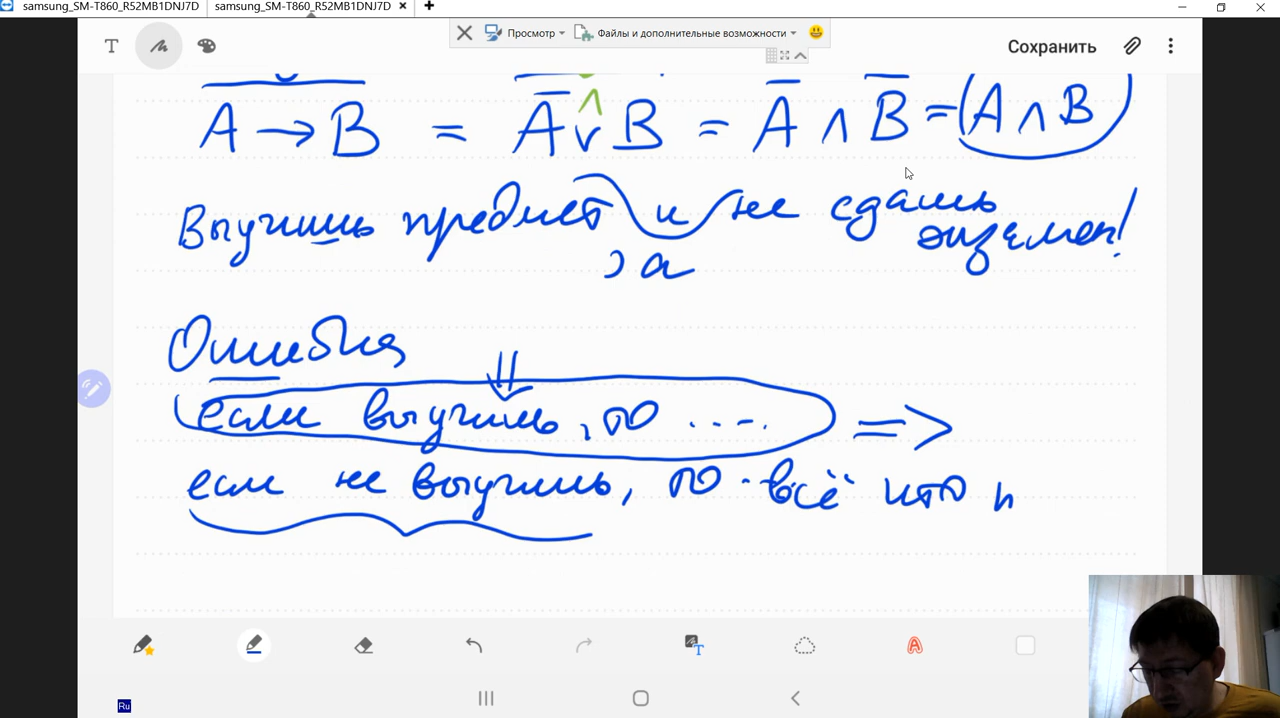 samsung_SM-T860_R52MB1DNJ7D samsung_SM-T860_R52MB1DNJ7D
Просмотр Файлы и дополнительные возможности
T Сохранить
A → B = A̅ v B = A̅ ∧ B̅ = (A ∧ B̅)
∧
Выучишь предмет и не сдашь
экзамен!
, а
Ошибка
если выучишь, то ....
=>
если не выучишь, то всё что
T A
Ru